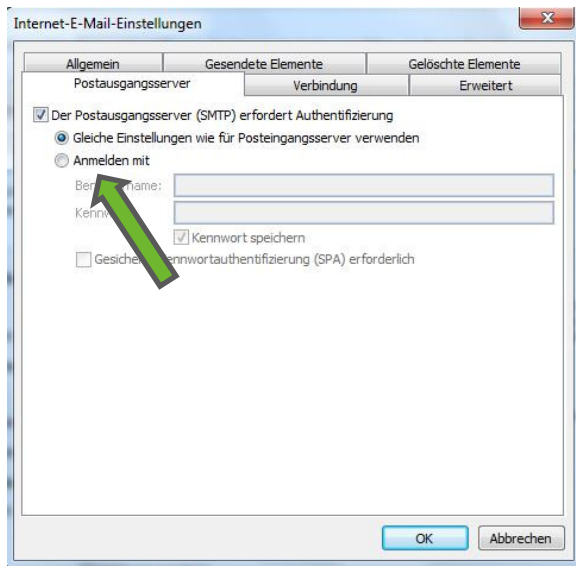 Internet-E-Mail-Einstellungen
Allgemein Gesendete Elemente Gelöschte Elemente
Postausgangsserver Verbindung Erweitert
Der Postausgangsserver (SMTP) erfordert Authentifizierung
Gleiche Einstellungen wie für Posteingangsserver verwenden
Anmelden mit
Kennwort speichern
(SPA) erforderlich
OK Abbrechen